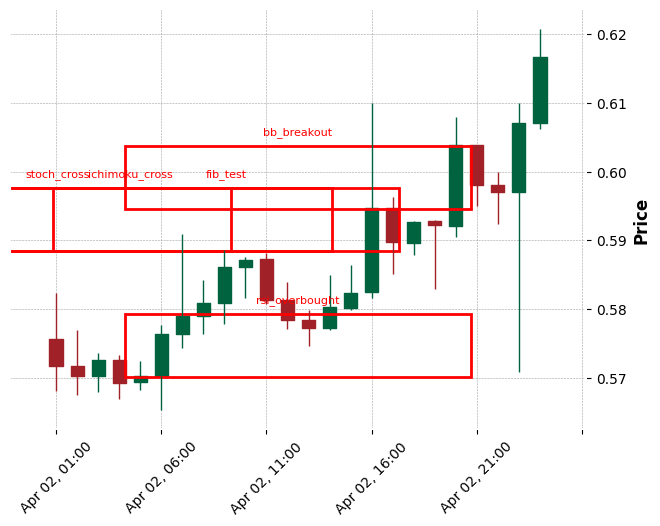 0.62
0.61
bb_breakout
0.60
stoch_cross
ichimoku_cross
fib_test
0.59
Price
rsi_overbought
0.58
0.57
Apr 02, 01:00
Apr 02, 06:00
Apr 02, 11:00
Apr 02, 16:00
Apr 02, 21:00